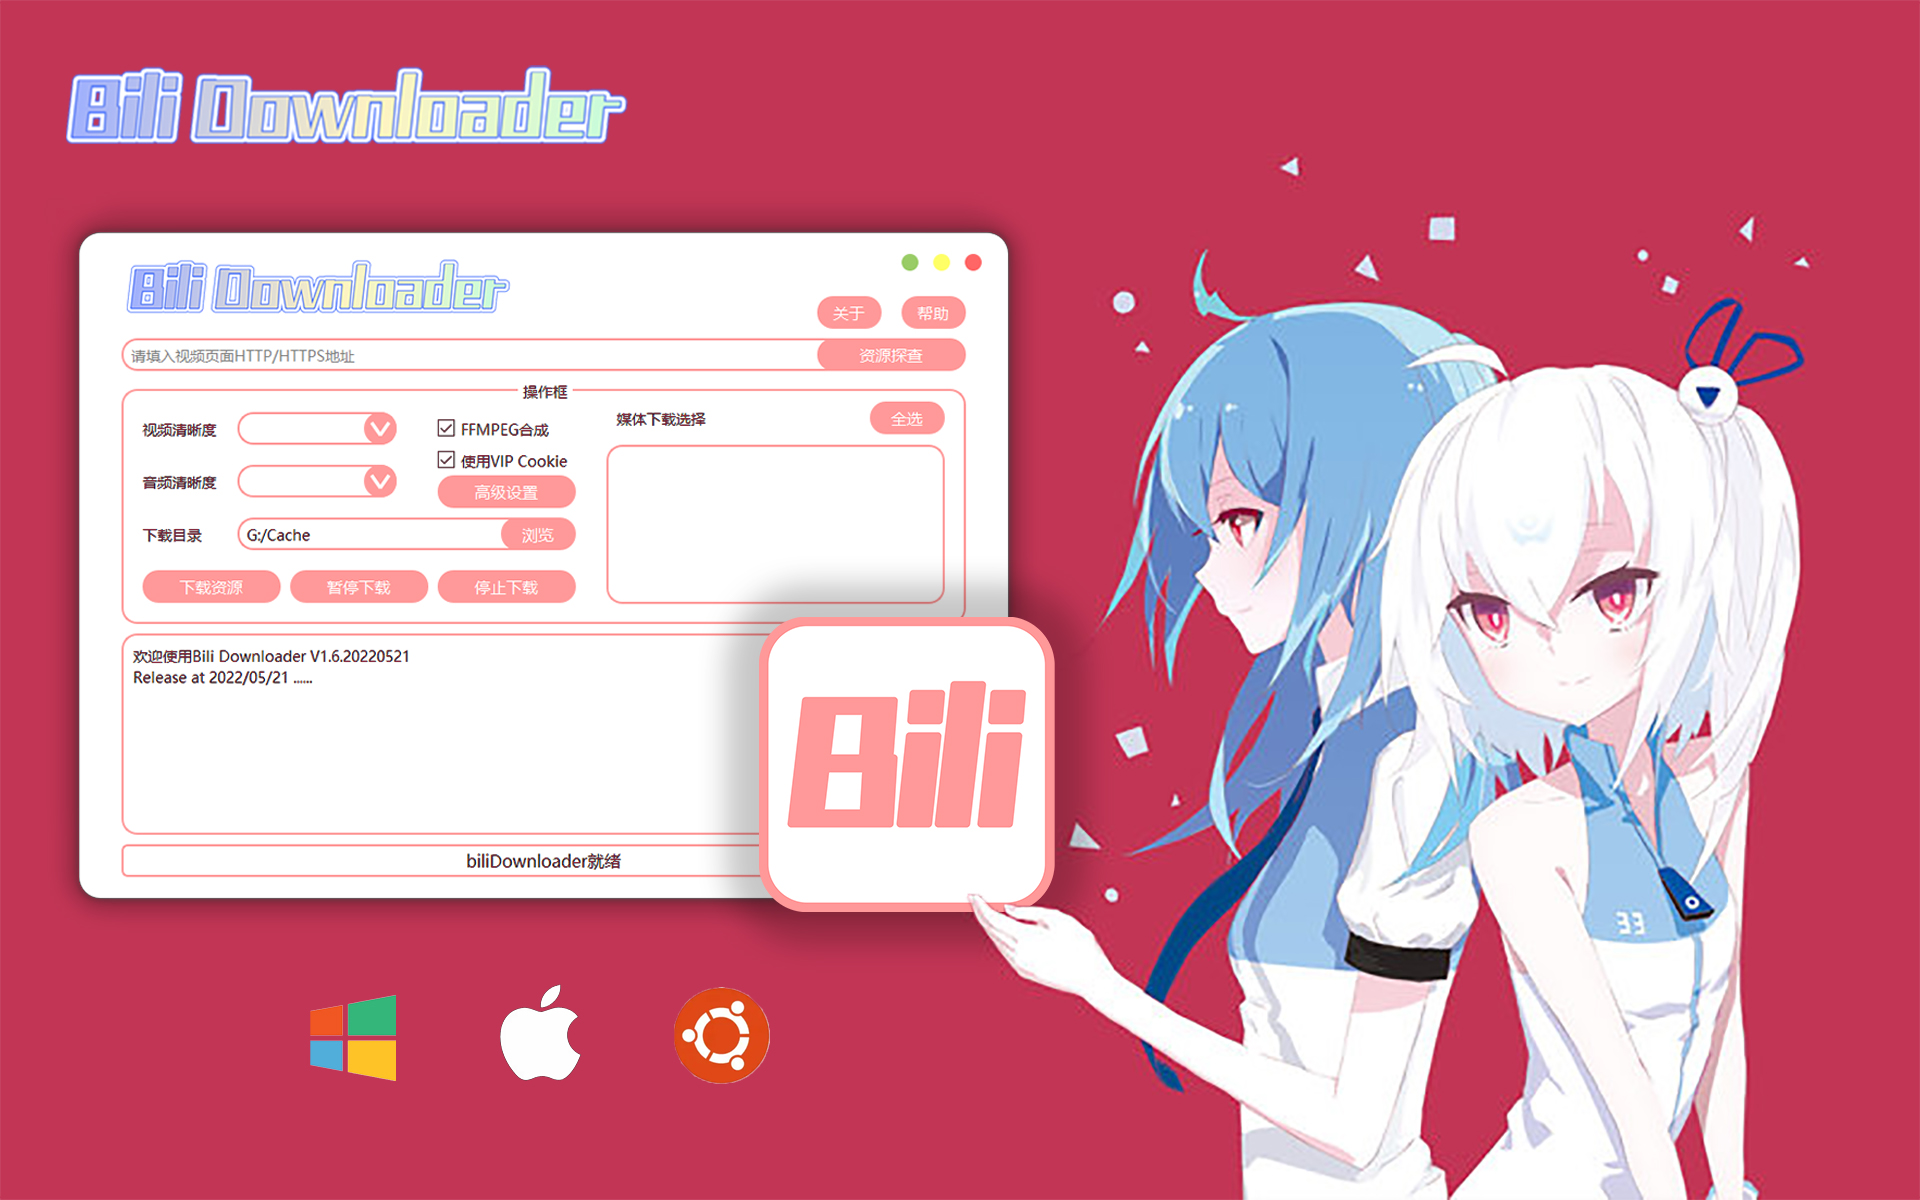 Bili Downloader
Bili Downloader
关于
帮助
请填入视频页面HTTP/HTTPS地址
资源探查
操作框
视频清晰度
FFMPEG合成
媒体下载选择
全选
使用VIP Cookie
音频清晰度
高级设置
下载目录
G:/Cache
浏览
下载资源
暂停下载
停止下载
欢迎使用Bili Downloader V1.6.20220521
Release at 2022/05/21 ......
Bili
biliDownloader就绪
33